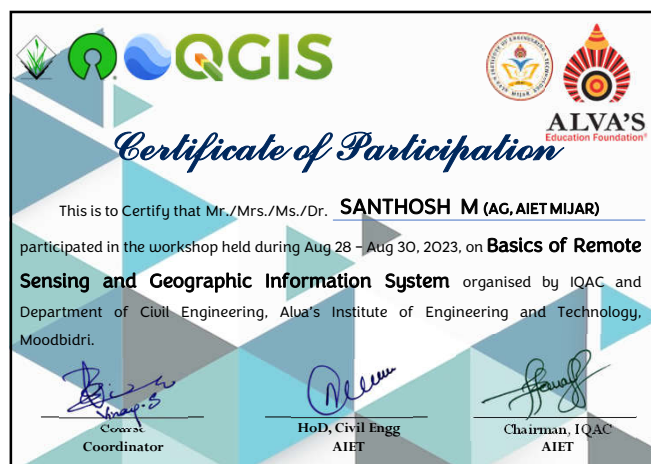 QGIS
ALVA'S
Education Foundation®
Certificate of Participation
This is to Certify that Mr./Mrs./Ms./Dr. SANTHOSH M (AG, AIET MIJAR)
participated in the workshop held during Aug 28 – Aug 30, 2023, on Basics of Remote
Sensing and Geographic Information System organised by IQAC and
Department of Civil Engineering, Alva's Institute of Engineering and Technology,
Moodbidri.
Vinay.S
Course
Coordinator
HoD, Civil Engg
AIET
Chairman, IQAC
AIET